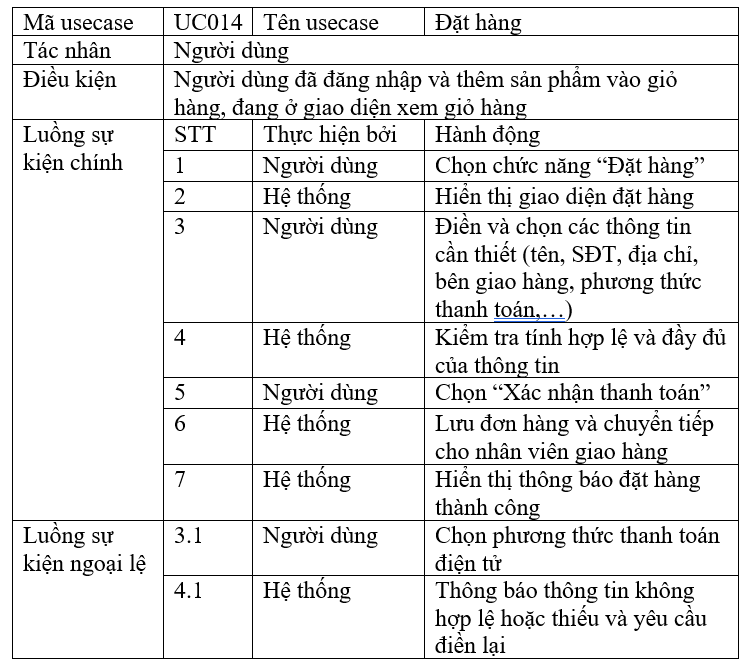 Mã usecase UC014 Tên usecase Đặt hàng
Tác nhân Người dùng
Điều kiện Người dùng đã đăng nhập và thêm sản phẩm vào giỏ
hàng, đang ở giao diện xem giỏ hàng
Luồng sự STT Thực hiện bởi Hành động
kiện chính 1 Người dùng Chọn chức năng “Đặt hàng”
2 Hệ thống Hiển thị giao diện đặt hàng
3 Người dùng Điền và chọn các thông tin
cần thiết (tên, SĐT, địa chỉ,
bên giao hàng, phương thức
thanh toán,…)
4 Hệ thống Kiểm tra tính hợp lệ và đầy đủ
của thông tin
5 Người dùng Chọn “Xác nhận thanh toán”
6 Hệ thống Lưu đơn hàng và chuyển tiếp
cho nhân viên giao hàng
7 Hệ thống Hiển thị thông báo đặt hàng
thành công
Luồng sự 3.1 Người dùng Chọn phương thức thanh toán
kiện ngoại lệ điện tử
4.1 Hệ thống Thông báo thông tin không
hợp lệ hoặc thiếu và yêu cầu
điền lại